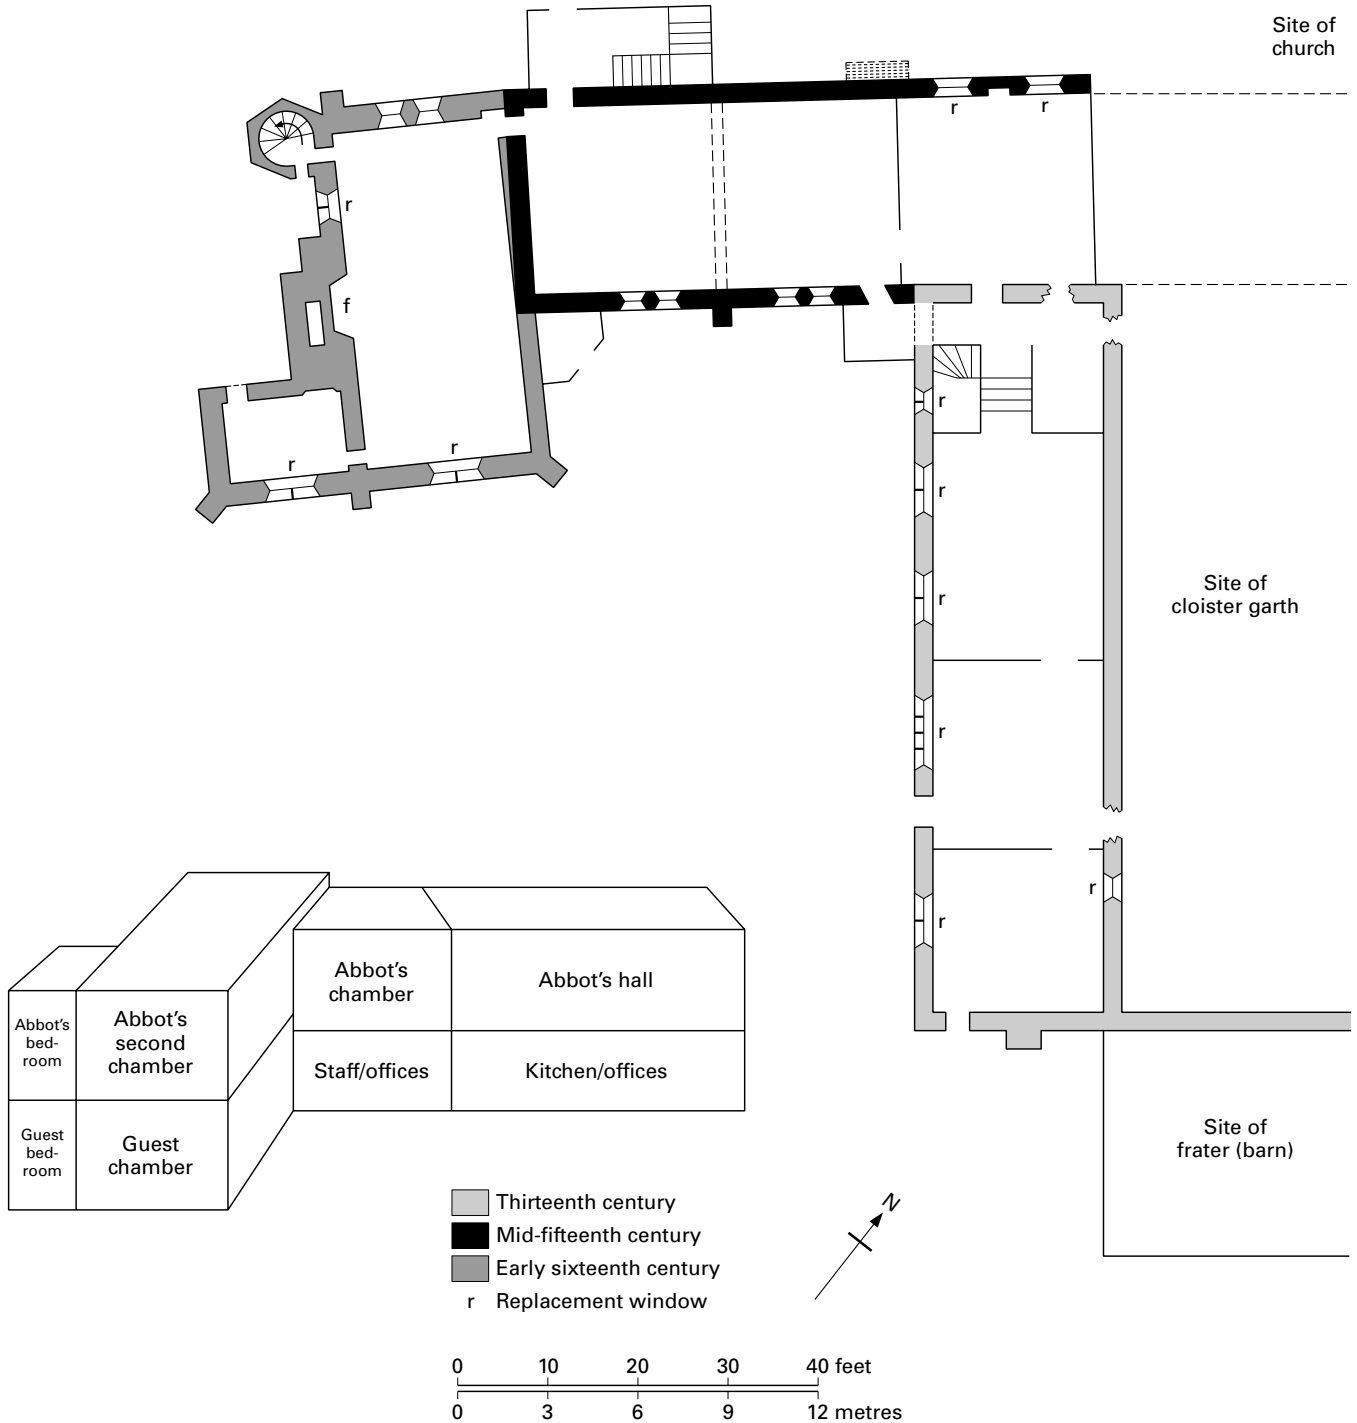 Site of
church
r
r
r
f
r
r
r
r
Site of
cloister garth
r
r
r
r
Abbot's
bed-
room
Abbot's
second
chamber
Abbot's
chamber
Abbot's hall
Staff/offices
Kitchen/offices
Guest
bed-
room
Guest
chamber
Site of
frater (barn)
Thirteenth century
Mid-fifteenth century
Early sixteenth century
r Replacement window
N
0 10 20 30 40 feet
0 3 6 9 12 metres